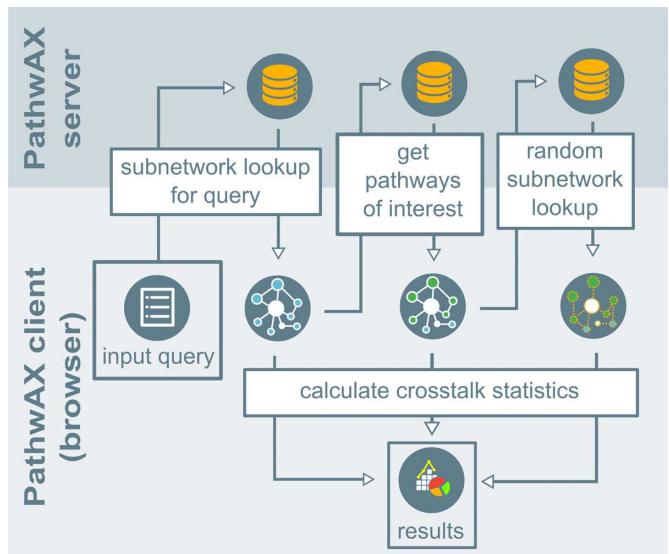 PathwAX
server
subnetwork lookup
for query
get
pathways
of interest
random
subnetwork
lookup
PathwAX client
(browser)
input query
calculate crosstalk statistics
results